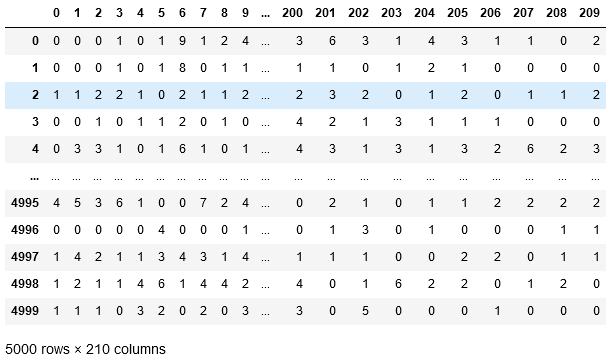 0 1 2 3 4 5 6 7 8 9 ... 200 201 202 203 204 205 206 207 208 209
0 0 0 0 1 0 1 9 1 2 4 ... 3 6 3 1 4 3 1 1 0 2
1 0 0 0 1 0 1 8 0 1 1 ... 1 1 0 1 2 1 0 0 0 0
2 1 1 2 2 1 0 2 1 1 2 ... 2 3 2 0 1 2 0 1 1 2
3 0 0 1 0 1 1 2 0 1 0 ... 4 2 1 3 1 1 1 0 0 0
4 0 3 3 1 0 1 6 1 0 1 ... 4 3 1 3 1 3 2 6 2 3
... ... ... ... ... ... ... ... ... ... ... ... ... ... ... ... ... ... ... ... ... ...
4995 4 5 3 6 1 0 0 7 2 4 ... 0 2 1 0 1 1 2 2 2 2
4996 0 0 0 0 0 4 0 0 0 1 ... 0 1 3 0 1 0 0 0 1 1
4997 1 4 2 1 1 3 4 3 1 4 ... 1 1 1 0 0 2 2 0 1 1
4998 1 2 1 1 4 6 1 4 4 2 ... 4 0 1 6 2 2 0 1 2 0
4999 1 1 1 0 3 2 0 2 0 3 ... 3 0 5 0 0 0 1 0 0 0
5000 rows × 210 columns